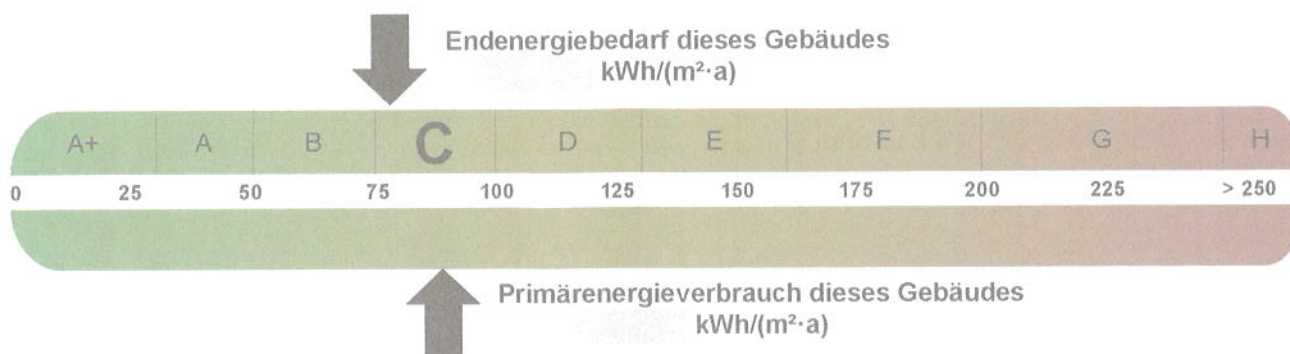 Endenergiebedarf dieses Gebäudes
kWh/(m²·a)
A+ A B C D E F G H
0 25 50 75 100 125 150 175 200 225 > 250
Primärenergieverbrauch dieses Gebäudes
kWh/(m²·a)